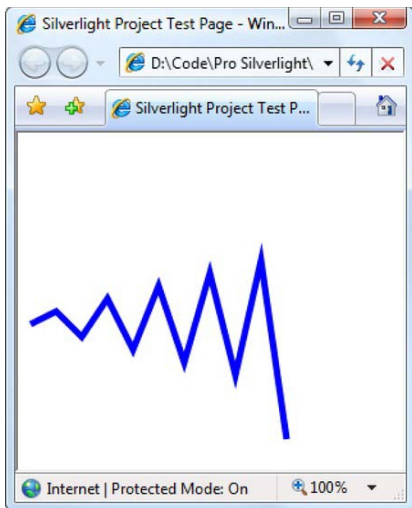 Silverlight Project Test Page - Win...
D:\Code\Pro Silverlight\
Silverlight Project Test P...
Internet | Protected Mode: On
100%